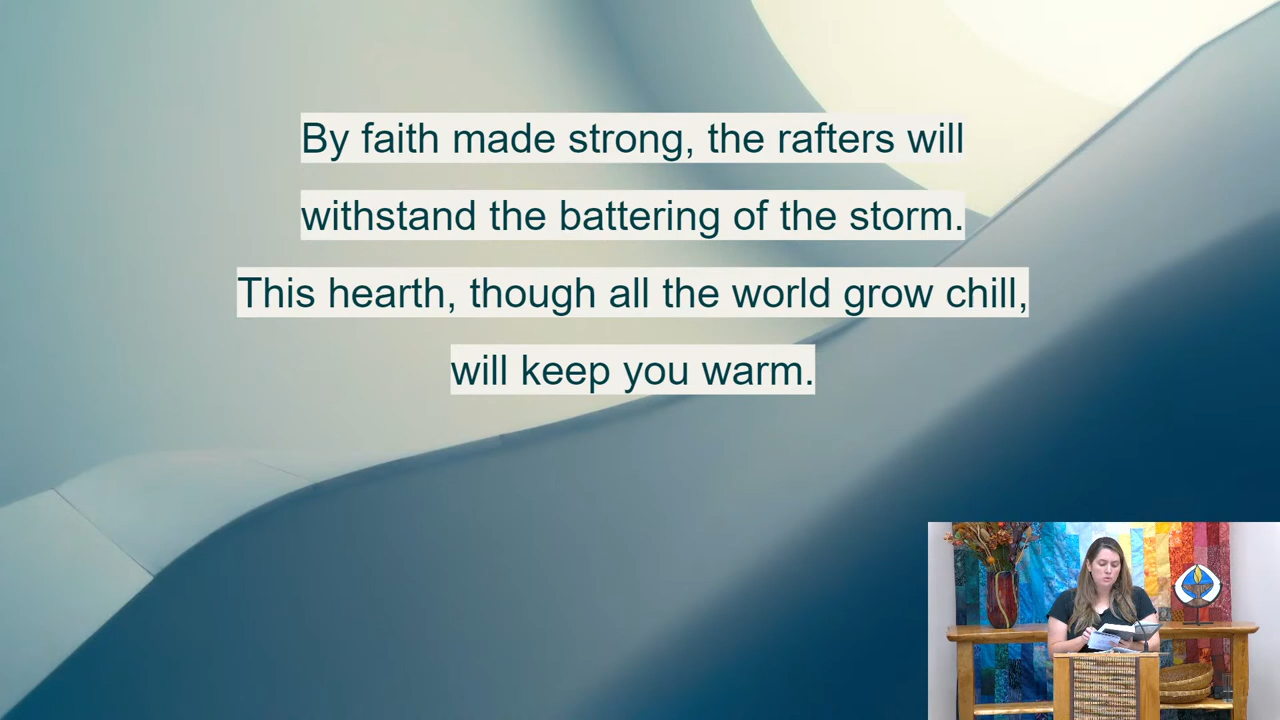 By faith made strong, the rafters will
withstand the battering of the storm.
This hearth, though all the world grow chill,
will keep you warm.